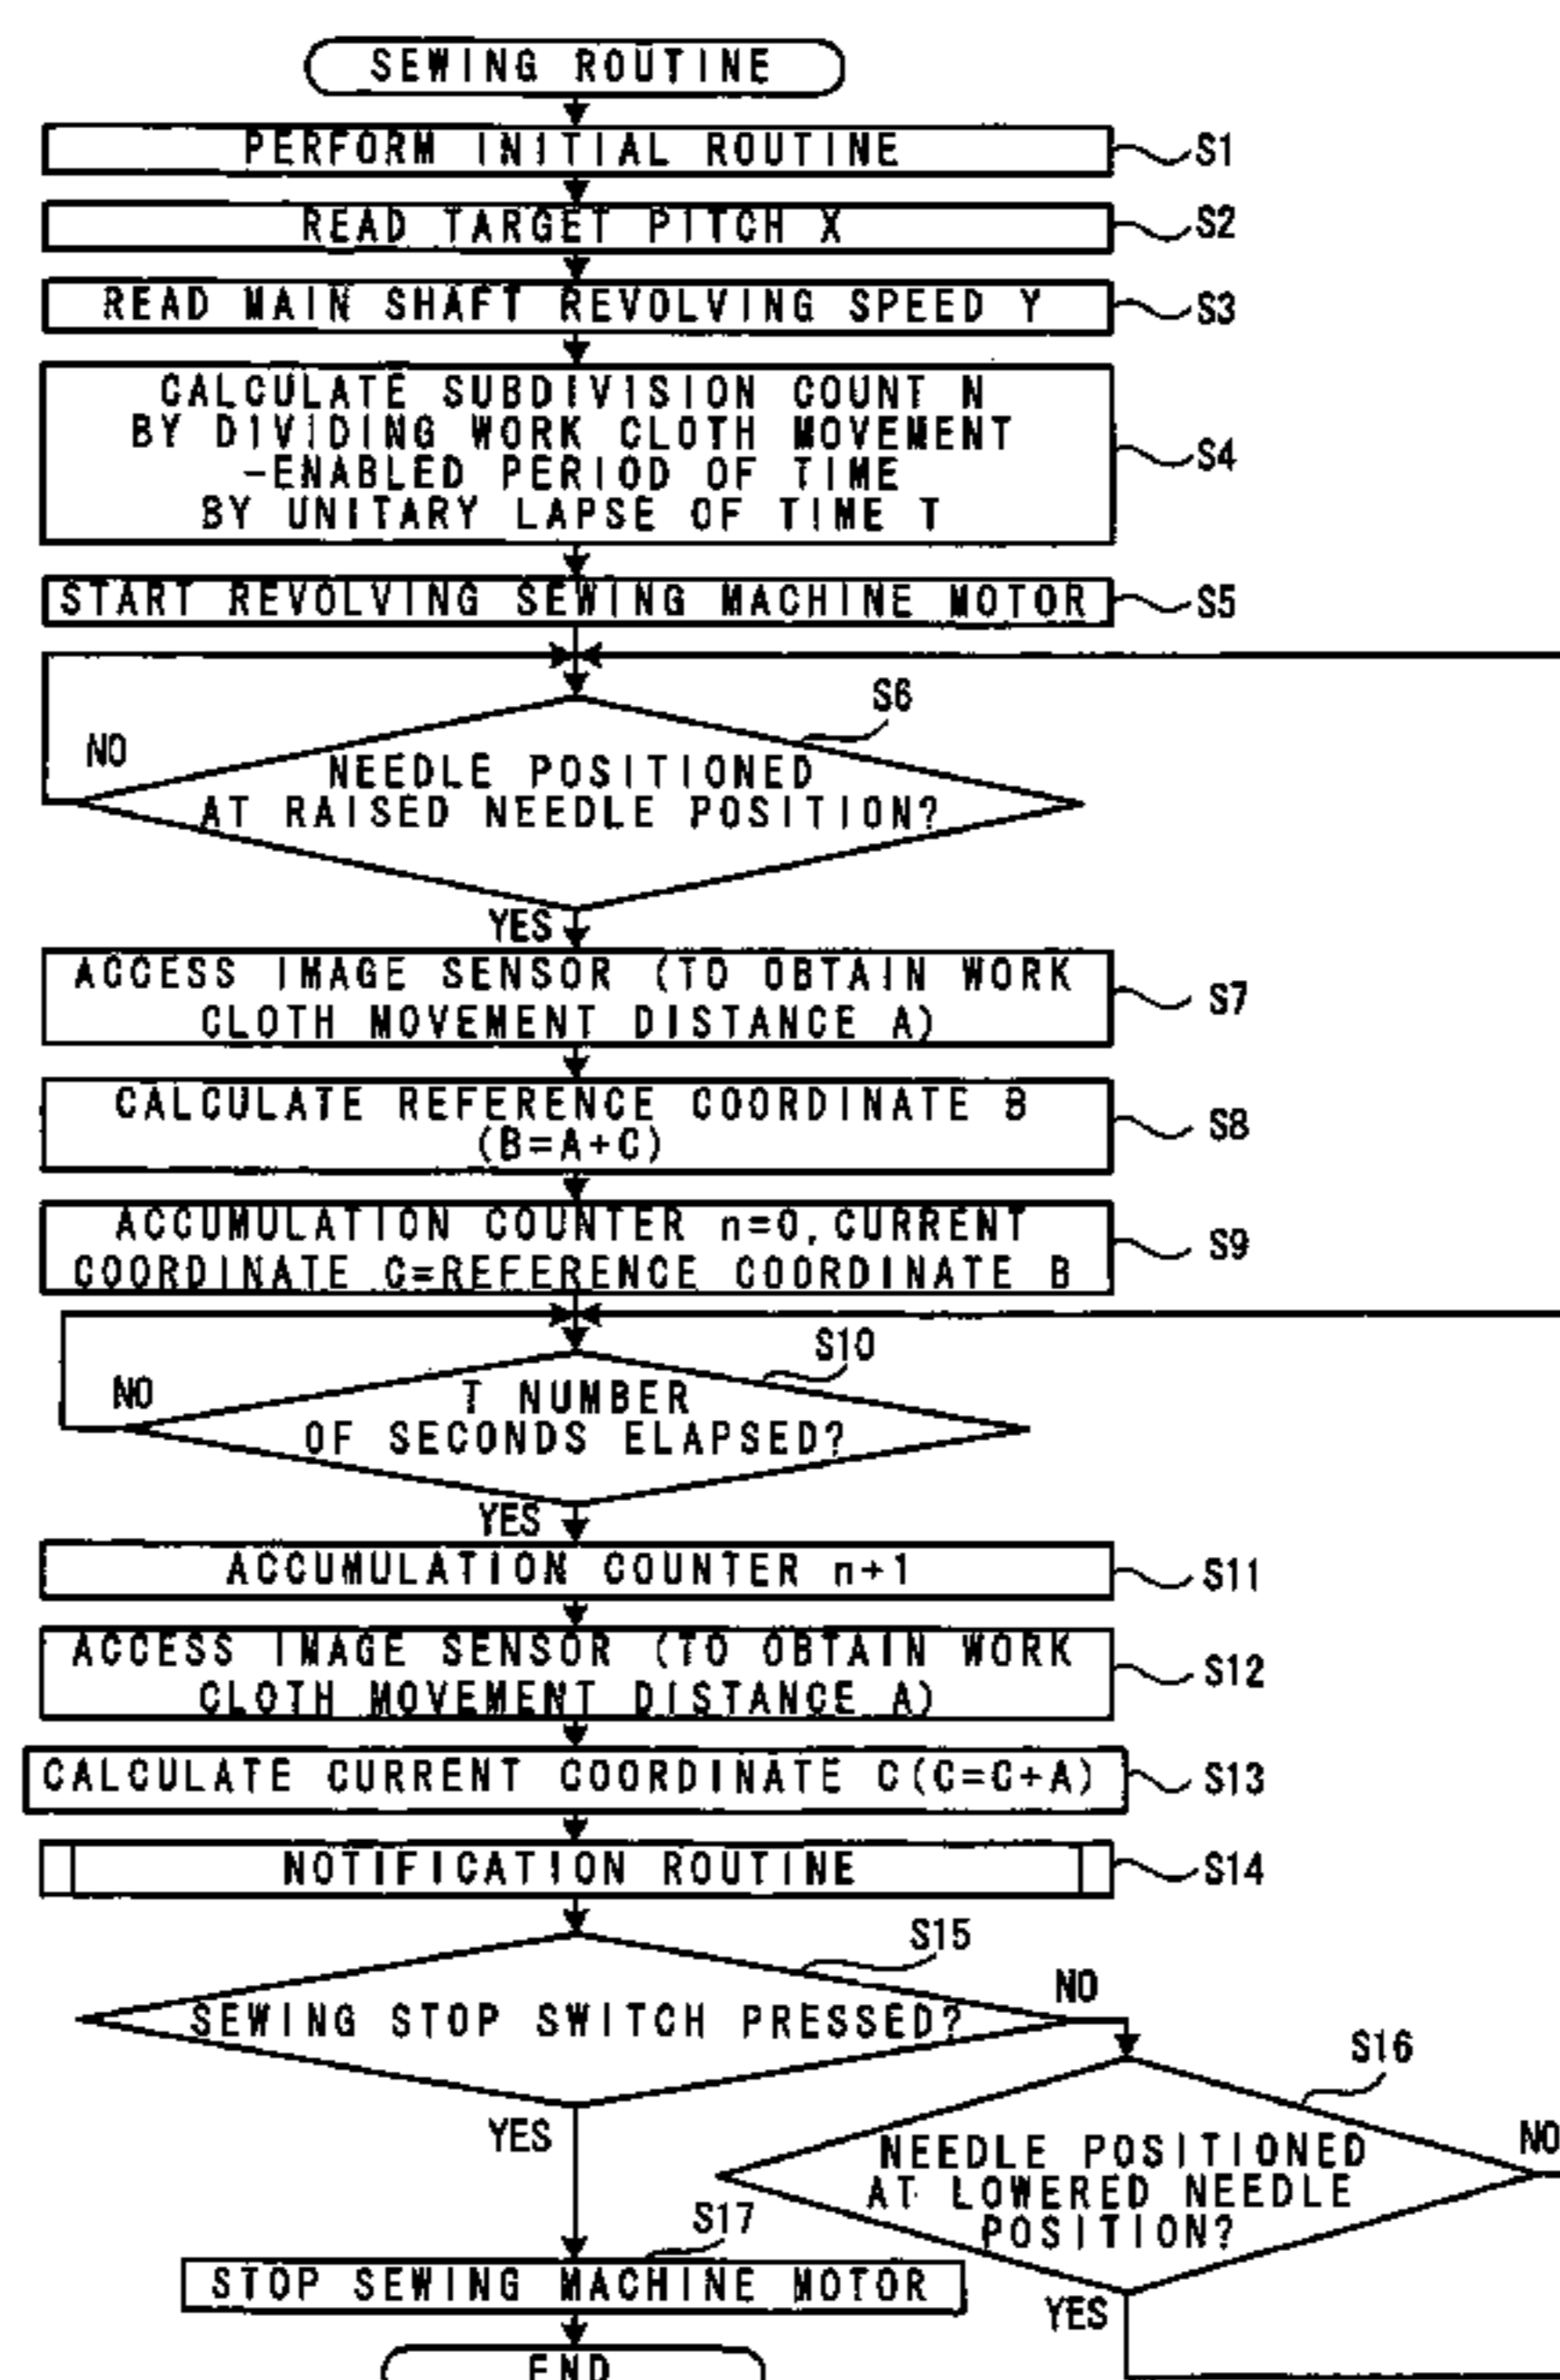 SEWING ROUTINE
PERFORM INITIAL ROUTINE
S1
READ TARGET PITCH X
S2
READ MAIN SHAFT REVOLVING SPEED Y
S3
CALCULATE SUBDIVISION COUNT N
BY DIVIDING WORK CLOTH MOVEMENT
-ENABLED PERIOD OF TIME
BY UNITARY LAPSE OF TIME T
S4
START REVOLVING SEWING MACHINE MOTOR
S5
S6
NO
NEEDLE POSITIONED
AT RAISED NEEDLE POSITION?
YES
ACCESS IMAGE SENSOR (TO OBTAIN WORK
CLOTH MOVEMENT DISTANCE A)
S7
CALCULATE REFERENCE COORDINATE B
(B=A+C)
S8
ACCUMULATION COUNTER n=0, CURRENT
COORDINATE C=REFERENCE COORDINATE B
S9
S10
NO
T NUMBER
OF SECONDS ELAPSED?
YES
ACCUMULATION COUNTER n+1
S11
ACCESS IMAGE SENSOR (TO OBTAIN WORK
CLOTH MOVEMENT DISTANCE A)
S12
CALCULATE CURRENT COORDINATE C(C=C+A)
S13
NOTIFICATION ROUTINE
S14
S15
NO
SEWING STOP SWITCH PRESSED?
S16
YES
NO
NEEDLE POSITIONED
AT LOWERED NEEDLE
POSITION?
S17
STOP SEWING MACHINE MOTOR
YES
END